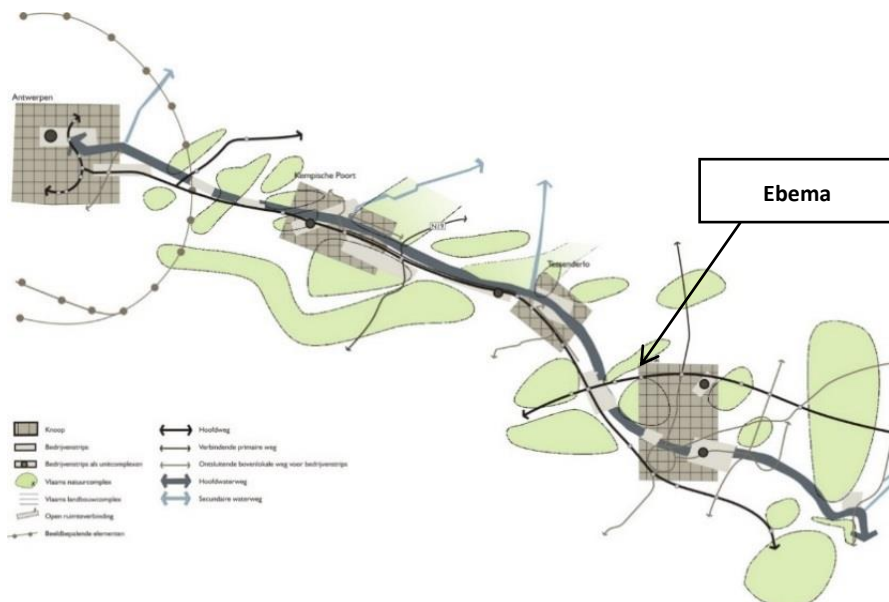 Antwerpen
Kempische Poort
N19
Ebema
Tessenderlo
Knoop
Bedrijvenstrips
Bedrijvenstrips als unitcomplexen
Vlaams natuurcomplex
Vlaams landbouwcomplex
Open ruimteverbinding
Beeldbepalende elementen
Hoofdweg
Verbindende primaire weg
Ontsluitende bovenlokale weg voor bedrijvenstrips
Hoofdwaterweg
Secundaire waterweg